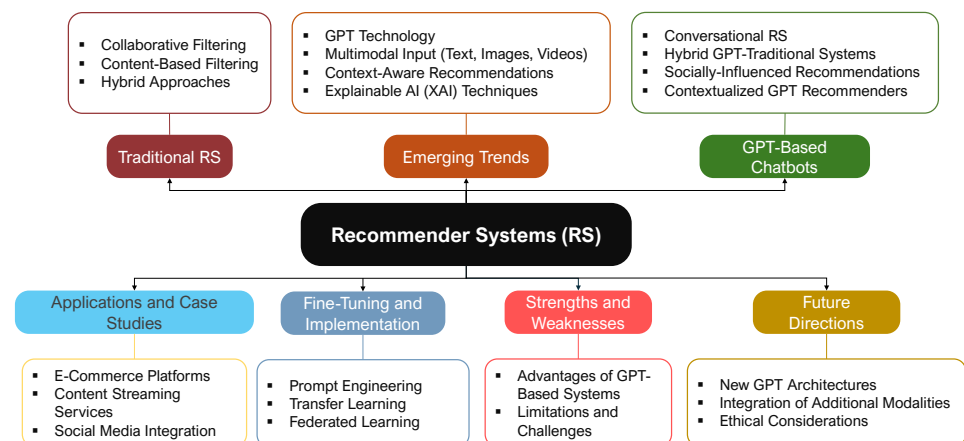 Collaborative Filtering
Content-Based Filtering
Hybrid Approaches
GPT Technology
Multimodal Input (Text, Images, Videos)
Context-Aware Recommendations
Explainable AI (XAI) Techniques
Conversational RS
Hybrid GPT-Traditional Systems
Socially-Influenced Recommendations
Contextualized GPT Recommenders
Traditional RS
Emerging Trends
GPT-Based
Chatbots
Recommender Systems (RS)
Applications and Case
Studies
Fine-Tuning and
Implementation
Strengths and
Weaknesses
Future
Directions
E-Commerce Platforms
Content Streaming
Services
Social Media Integration
Prompt Engineering
Transfer Learning
Federated Learning
Advantages of GPT-
Based Systems
Limitations and
Challenges
New GPT Architectures
Integration of Additional Modalities
Ethical Considerations